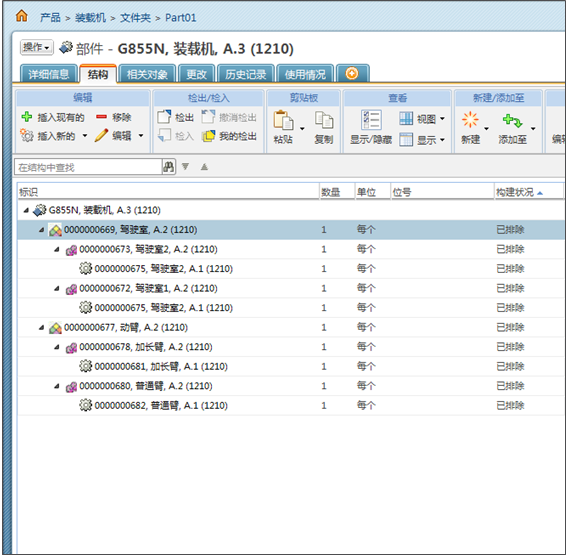 产品 > 装载机 > 文件夹 > Part01
操作 部件 - G855N, 装载机, A.3 (1210)
详细信息 结构 相关对象 更改 历史记录 使用情况
编辑 检出/检入 剪贴板 查看 新建/添加至
插入现有的 移除 检出 撤消检出 视图
插入新的 编辑 检入 我的检出 粘贴 复制 显示/隐藏 显示 新建 添加至 编辑
在结构中查找
标识 数量 单位 位号 构建状况
G855N, 装载机, A.3 (1210)
0000000669, 驾驶室, A.2 (1210) 1 每个 已排除
0000000673, 驾驶室2, A.2 (1210) 1 每个 已排除
0000000675, 驾驶室2, A.1 (1210) 1 每个 已排除
0000000672, 驾驶室1, A.2 (1210) 1 每个 已排除
0000000675, 驾驶室2, A.1 (1210) 1 每个 已排除
0000000677, 动臂, A.2 (1210) 1 每个 已排除
0000000678, 加长臂, A.2 (1210) 1 每个 已排除
0000000681, 加长臂, A.1 (1210) 1 每个 已排除
0000000680, 普通臂, A.2 (1210) 1 每个 已排除
0000000682, 普通臂, A.1 (1210) 1 每个 已排除